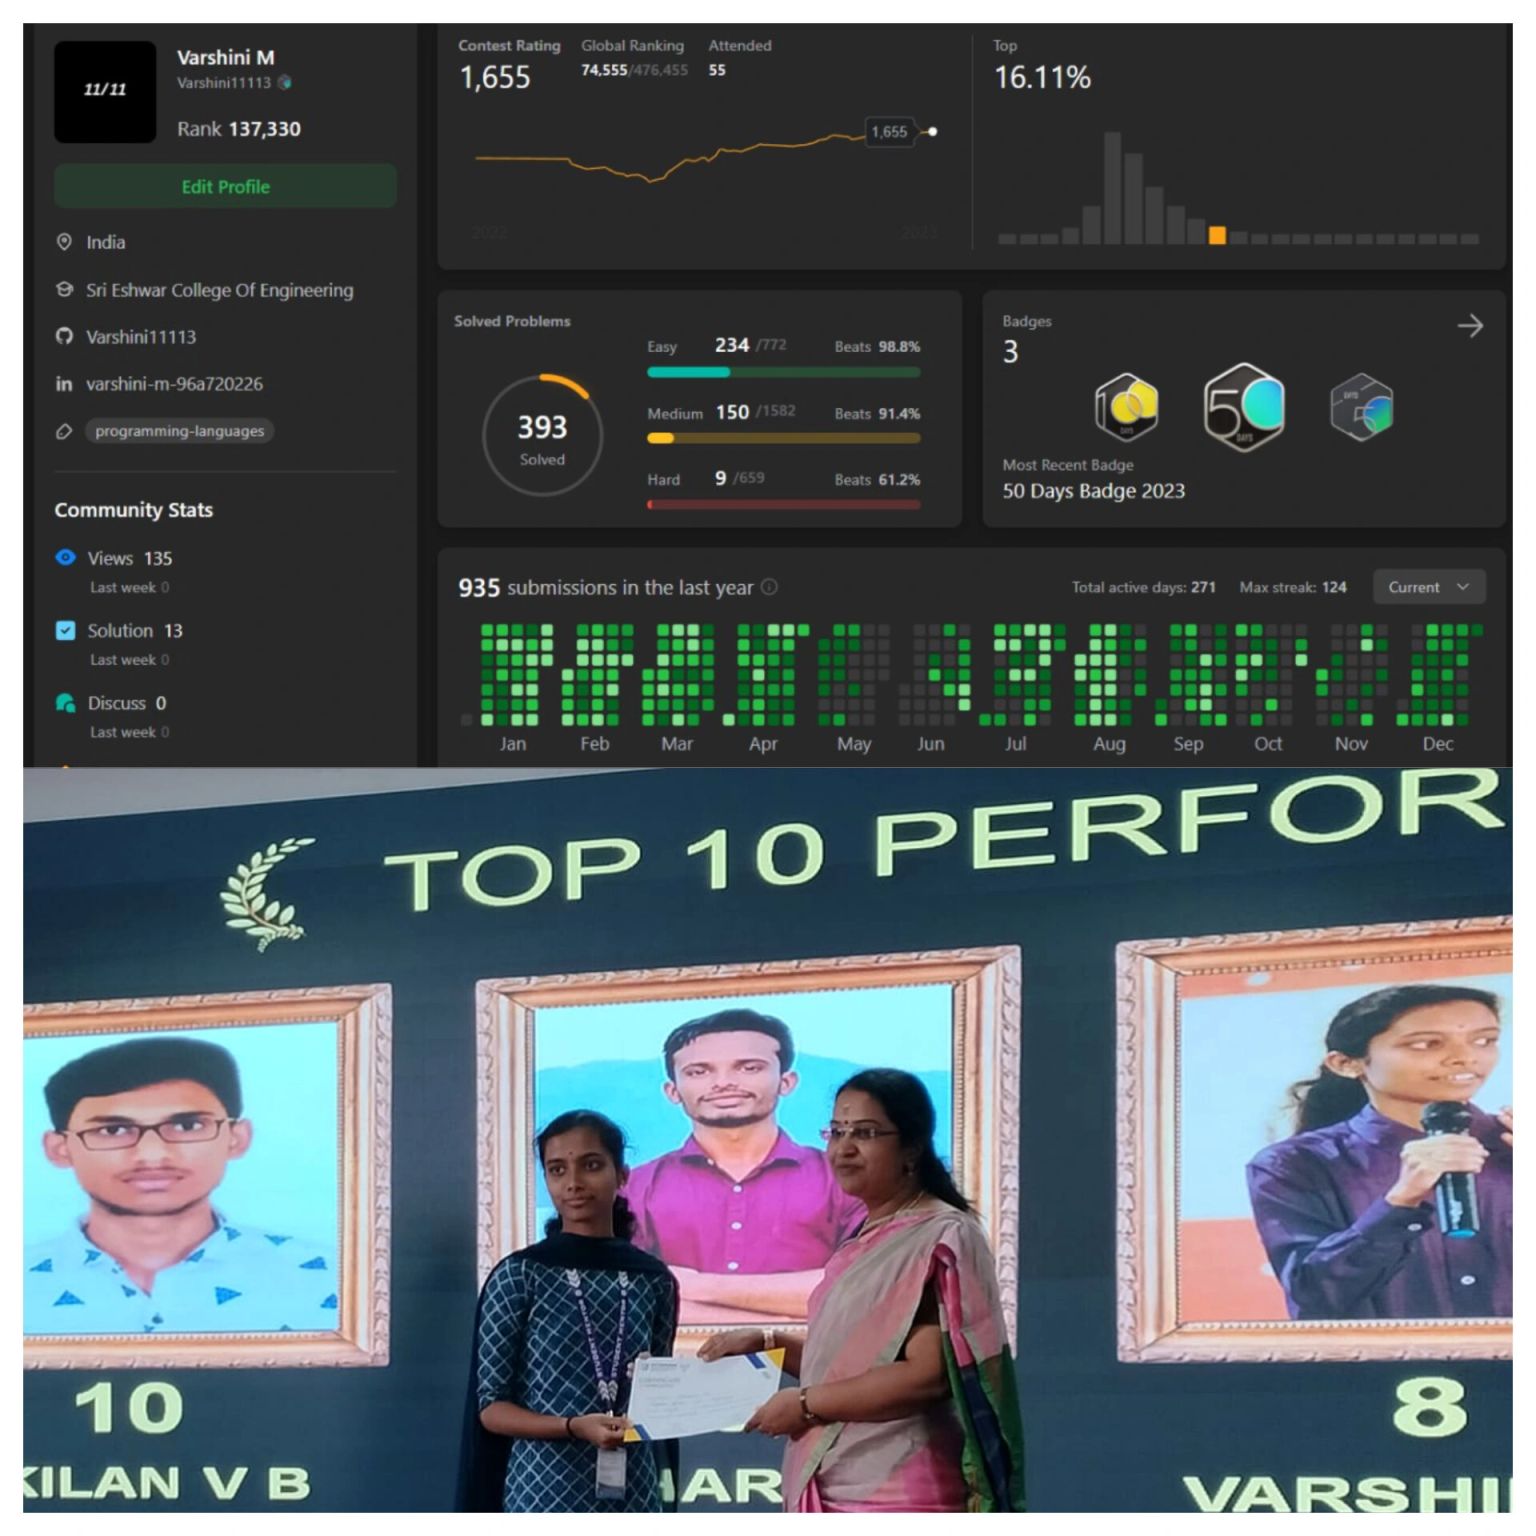 11/11
Varshini M
Varshini11113
Rank 137,330
Edit Profile
India
Sri Eshwar College Of Engineering
Varshini11113
in varshini-m-96a720226
programming-languages
Community Stats
Views 135
Last week 0
Solution 13
Last week 0
Discuss 0
Last week 0
Contest Rating
1,655
Global Ranking
74,555/476,455
Attended
55
1,655
2022
2023
Top
16.11%
Solved Problems
393
Solved
Easy 234 /772 Beats 98.8%
Medium 150 /1582 Beats 91.4%
Hard 9 /659 Beats 61.2%
Badges
3
100
DAYS
50
DAYS
DAYS
Most Recent Badge
50 Days Badge 2023
935 submissions in the last year
Total active days: 271 Max streak: 124 Current
Jan Feb Mar Apr May Jun Jul Aug Sep Oct Nov Dec
TOP 10 PERFOR
10
KILAN V B
HAR
8
VARSHI